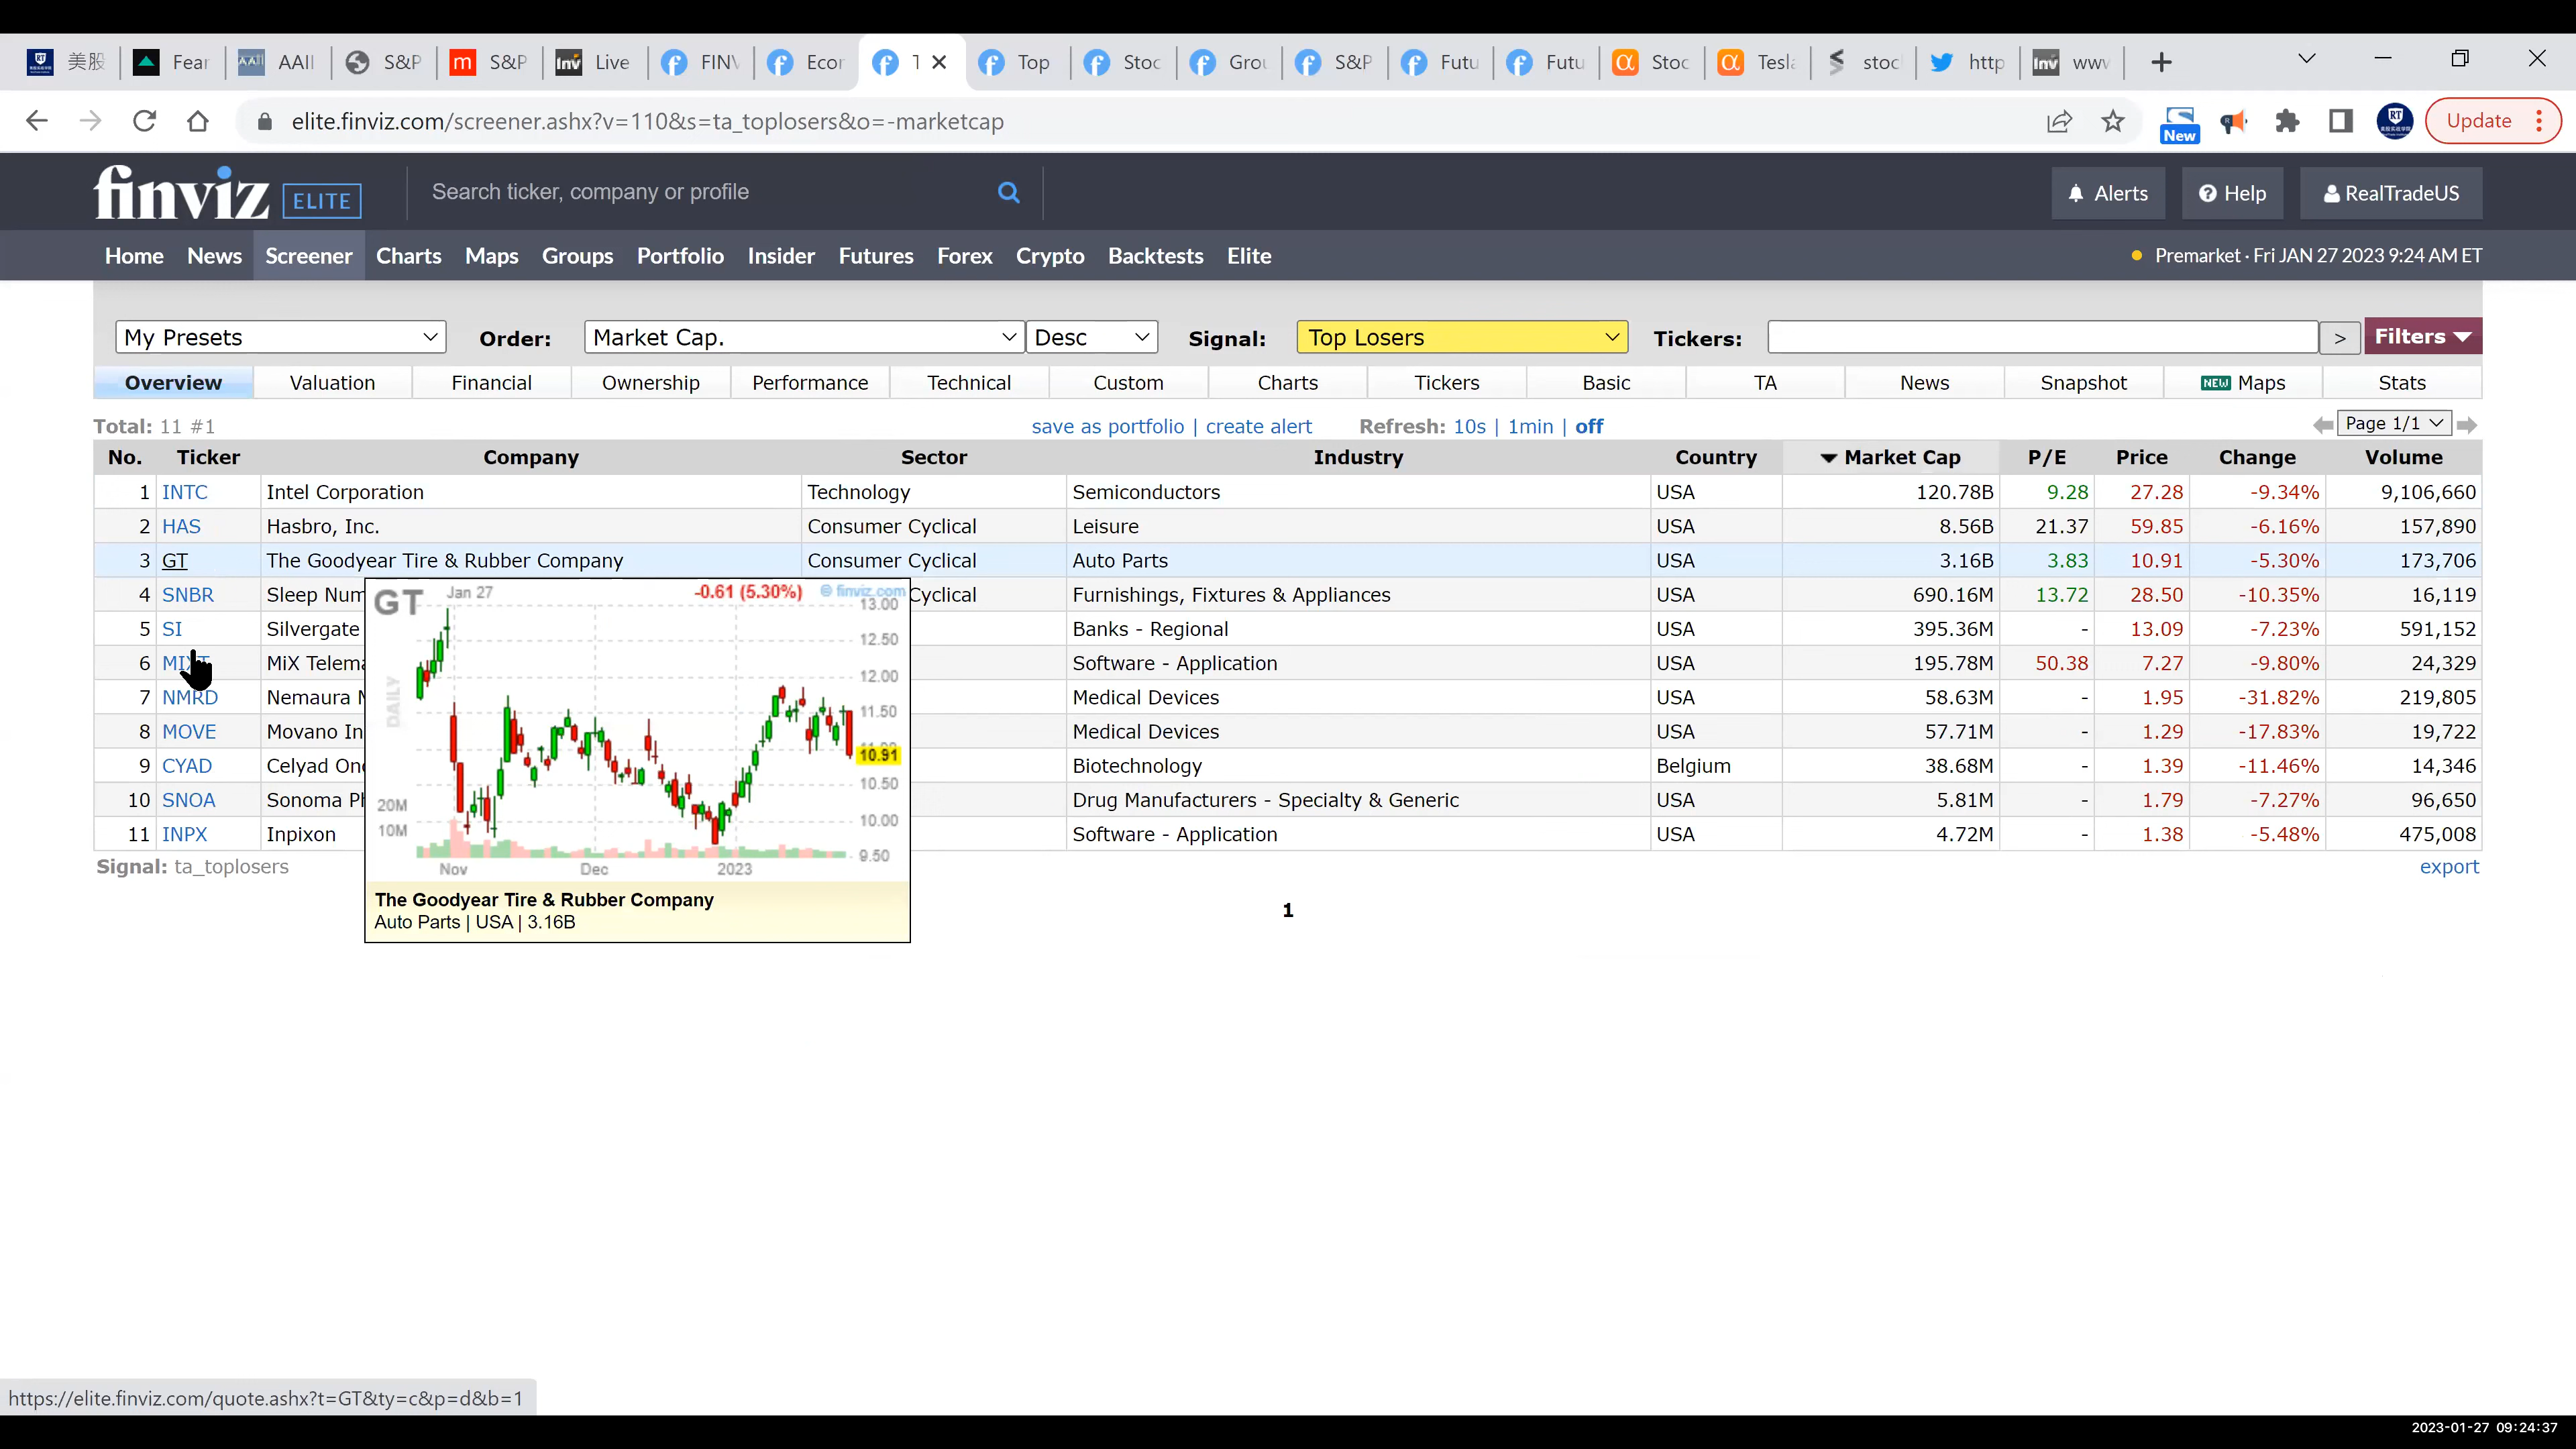 美股 Fear AAII S&P S&P Live FINV Ecor T Top Stoc Grou S&P Futu Futu Stoc Tesla stoc http www
elite.finviz.com/screener.ashx?v=110&s=ta_toplosers&o=-marketcap New Update
finviz ELITE Search ticker, company or profile Alerts Help RealTradeUS
Home News Screener Charts Maps Groups Portfolio Insider Futures Forex Crypto Backtests Elite Premarket · Fri JAN 27 2023 9:24 AM ET
My Presets Order: Market Cap. Desc Signal: Top Losers Tickers: > Filters
Overview Valuation Financial Ownership Performance Technical Custom Charts Tickers Basic TA News Snapshot NEW Maps Stats
Total: 11 #1 save as portfolio | create alert Refresh: 10s | 1min | off Page 1/1
No. Ticker Company Sector Industry Country Market Cap P/E Price Change Volume
1 INTC Intel Corporation Technology Semiconductors USA 120.78B 9.28 27.28 -9.34% 9,106,660
2 HAS Hasbro, Inc. Consumer Cyclical Leisure USA 8.56B 21.37 59.85 -6.16% 157,890
3 GT The Goodyear Tire & Rubber Company Consumer Cyclical Auto Parts USA 3.16B 3.83 10.91 -5.30% 173,706
4 SNBR Sleep Num Cyclical Furnishings, Fixtures & Appliances USA 690.16M 13.72 28.50 -10.35% 16,119
5 SI Silvergate Banks - Regional USA 395.36M - 13.09 -7.23% 591,152
6 MIXT MiX Telema Software - Application USA 195.78M 50.38 7.27 -9.80% 24,329
7 NMRD Nemaura M Medical Devices USA 58.63M - 1.95 -31.82% 219,805
8 MOVE Movano In Medical Devices USA 57.71M - 1.29 -17.83% 19,722
9 CYAD Celyad Onc Biotechnology Belgium 38.68M - 1.39 -11.46% 14,346
10 SNOA Sonoma Ph Drug Manufacturers - Specialty & Generic USA 5.81M - 1.79 -7.27% 96,650
11 INPX Inpixon Software - Application USA 4.72M - 1.38 -5.48% 475,008
Signal: ta_toplosers export
GT Jan 27 -0.61 (5.30%) © finviz.com
13.00
12.50
12.00
DAILY
11.50
10.91
10.50
20M
10.00
10M
9.50
Nov Dec 2023
The Goodyear Tire & Rubber Company
Auto Parts | USA | 3.16B
1
https://elite.finviz.com/quote.ashx?t=GT&ty=c&p=d&b=1
2023-01-27 09:24:37